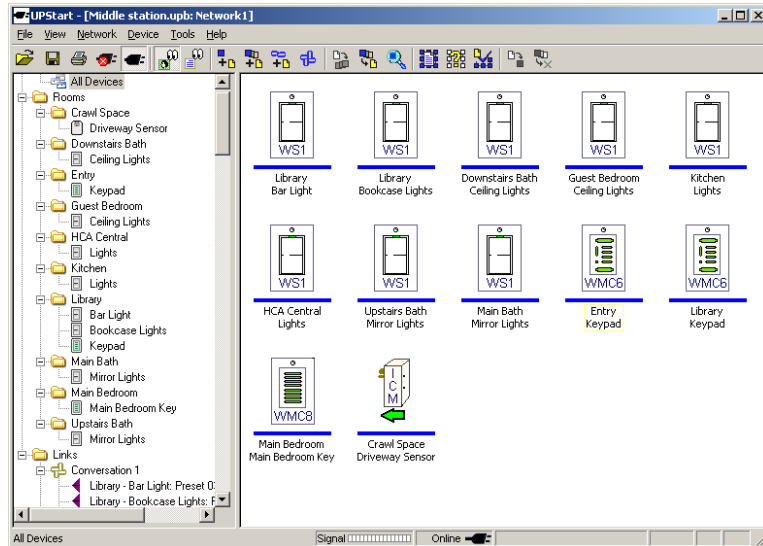 UPStart - [Middle station.upb: Network1]
File View Network Device Tools Help
All Devices
Rooms
Crawl Space
Driveway Sensor
Downstairs Bath
Ceiling Lights
Entry
Keypad
Guest Bedroom
Ceiling Lights
HCA Central
Lights
Kitchen
Lights
Library
Bar Light
Bookcase Lights
Keypad
Main Bath
Mirror Lights
Main Bedroom
Main Bedroom Key
Upstairs Bath
Mirror Lights
Links
Conversation 1
Library - Bar Light: Preset 0
Library - Bookcase Lights: P
WS1 WS1 WS1 WS1 WS1
Library Library Downstairs Bath Guest Bedroom Kitchen
Bar Light Bookcase Lights Ceiling Lights Ceiling Lights Lights
WS1 WS1 WS1 WMC6 WMC6
HCA Central Upstairs Bath Main Bath Entry Library
Lights Mirror Lights Mirror Lights Keypad Keypad
WMC8 ICM
Main Bedroom Crawl Space
Main Bedroom Key Driveway Sensor
All Devices Signal Online